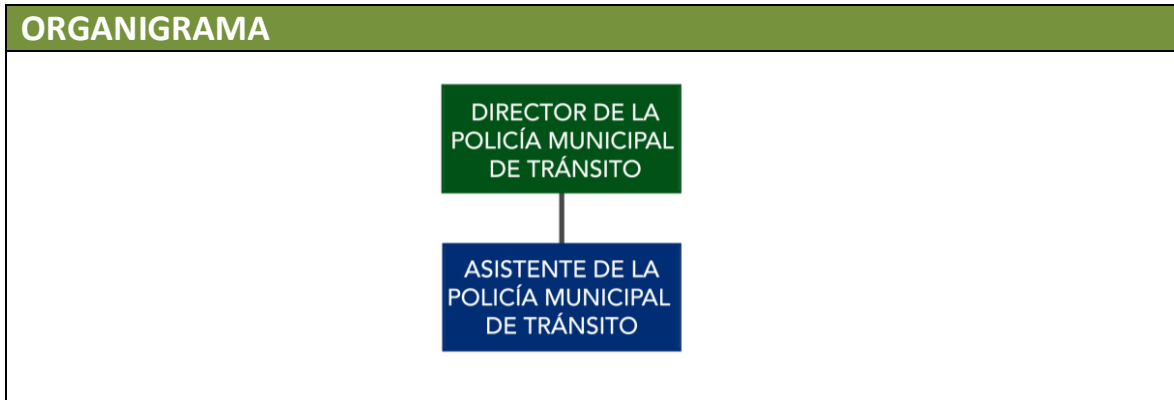 ORGANIGRAMA
DIRECTOR DE LA
POLICÍA MUNICIPAL
DE TRÁNSITO
ASISTENTE DE LA
POLICÍA MUNICIPAL
DE TRÁNSITO